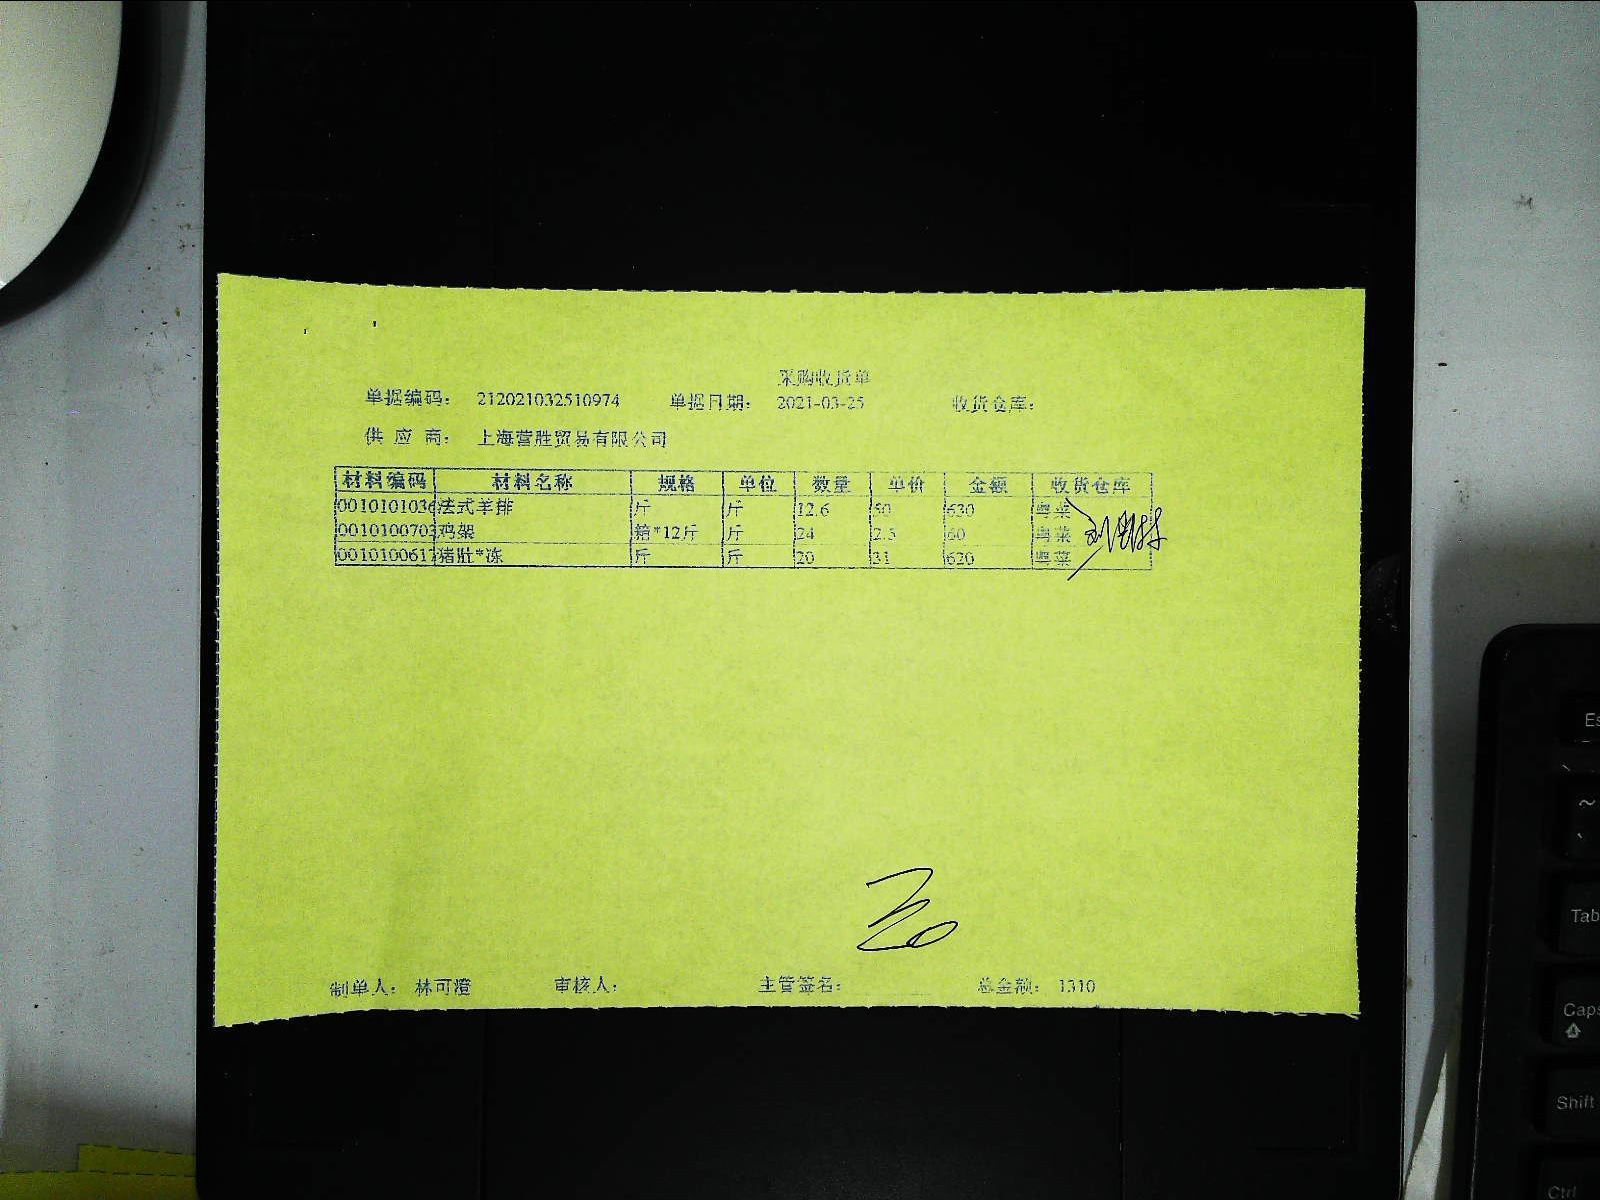 采购收货单
单据编码： 212021032510974 单据日期： 2021-03-25 收货仓库：
供 应 商： 上海营胜贸易有限公司
材料编码 材料名称 规格 单位 数量 单价 金额 收货仓库
0010101036 法式羊排 斤 斤 12.6 50 630 粤菜
0010100703 鸡架 箱*12斤 斤 24 2.5 60 粤菜
0010100617 猪肚*冻 斤 斤 20 31 620 粤菜
制单人： 林可澄 审核人： 主管签名： 总金额： 1310
Tab
Caps
Shift
Ctrl